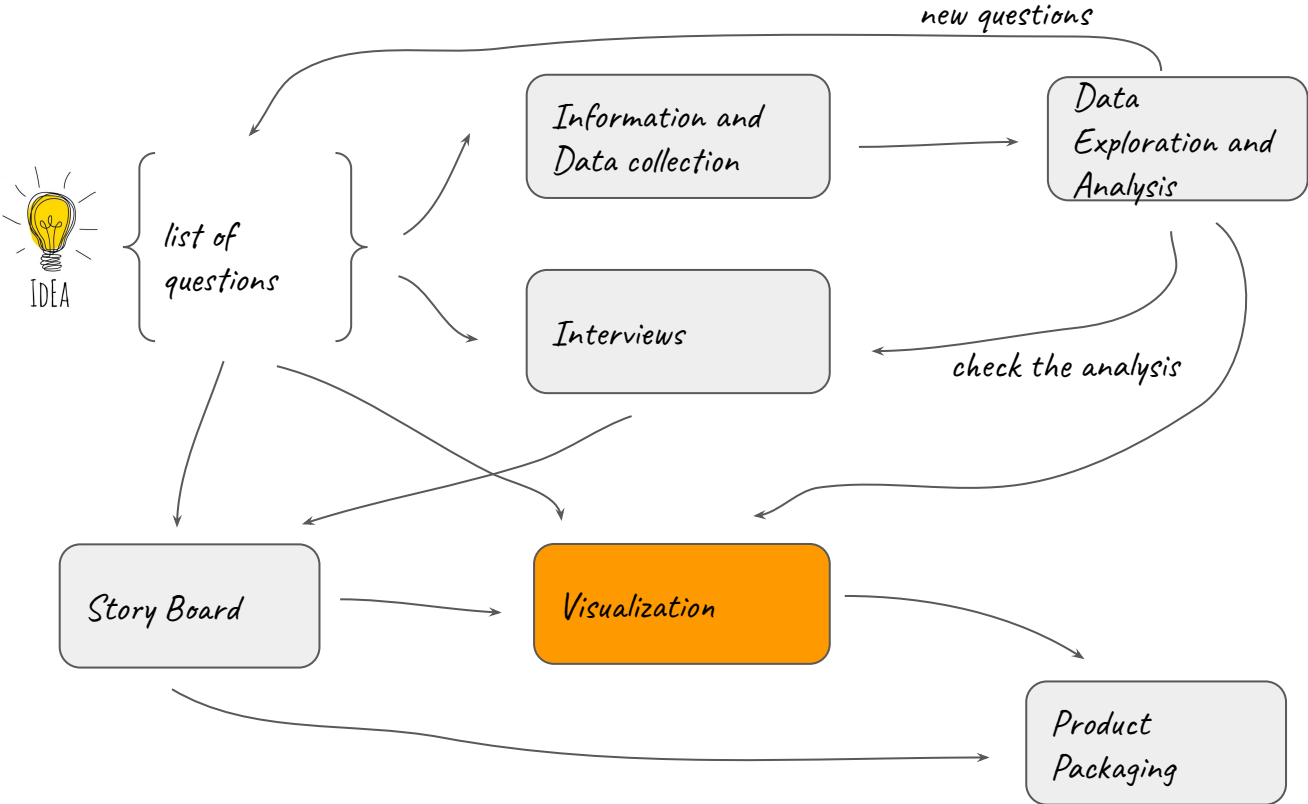 new questions
Information and
Data collection
Data
Exploration and
Analysis
list of
questions
IDEA
Interviews
check the analysis
Story Board
Visualization
Product
Packaging